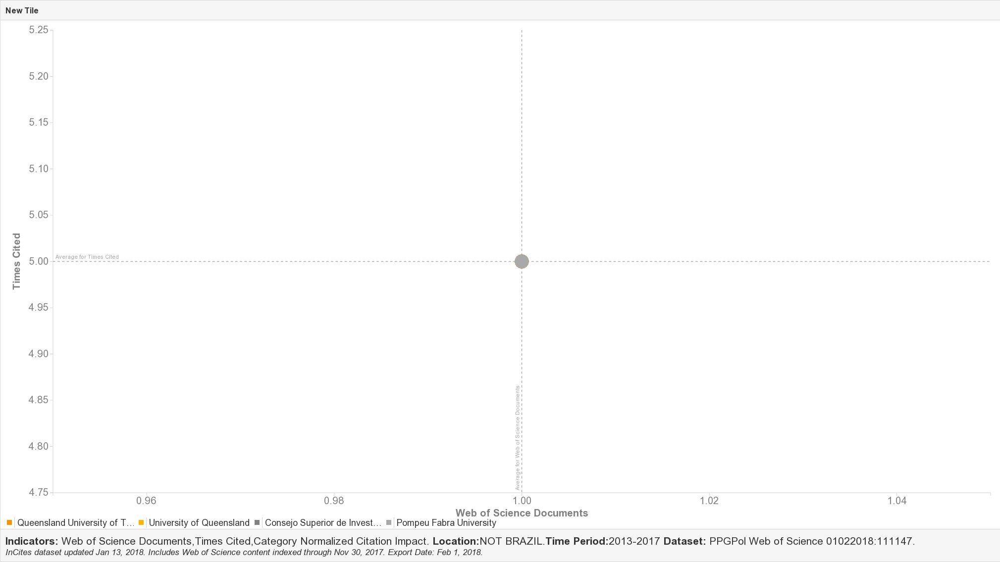 New Tile
5.25
5.20
5.15
5.10
5.05
5.00
4.95
4.90
4.85
4.80
4.75
Times Cited
Average for Times Cited
Average for Web of Science Documents
0.96 0.98 1.00 1.02 1.04
Web of Science Documents
Queensland University of T... University of Queensland Consejo Superior de Invest... Pompeu Fabra University
Indicators: Web of Science Documents,Times Cited,Category Normalized Citation Impact. Location:NOT BRAZIL.Time Period:2013-2017 Dataset: PPGPol Web of Science 01022018:111147.
InCites dataset updated Jan 13, 2018. Includes Web of Science content indexed through Nov 30, 2017. Export Date: Feb 1, 2018.